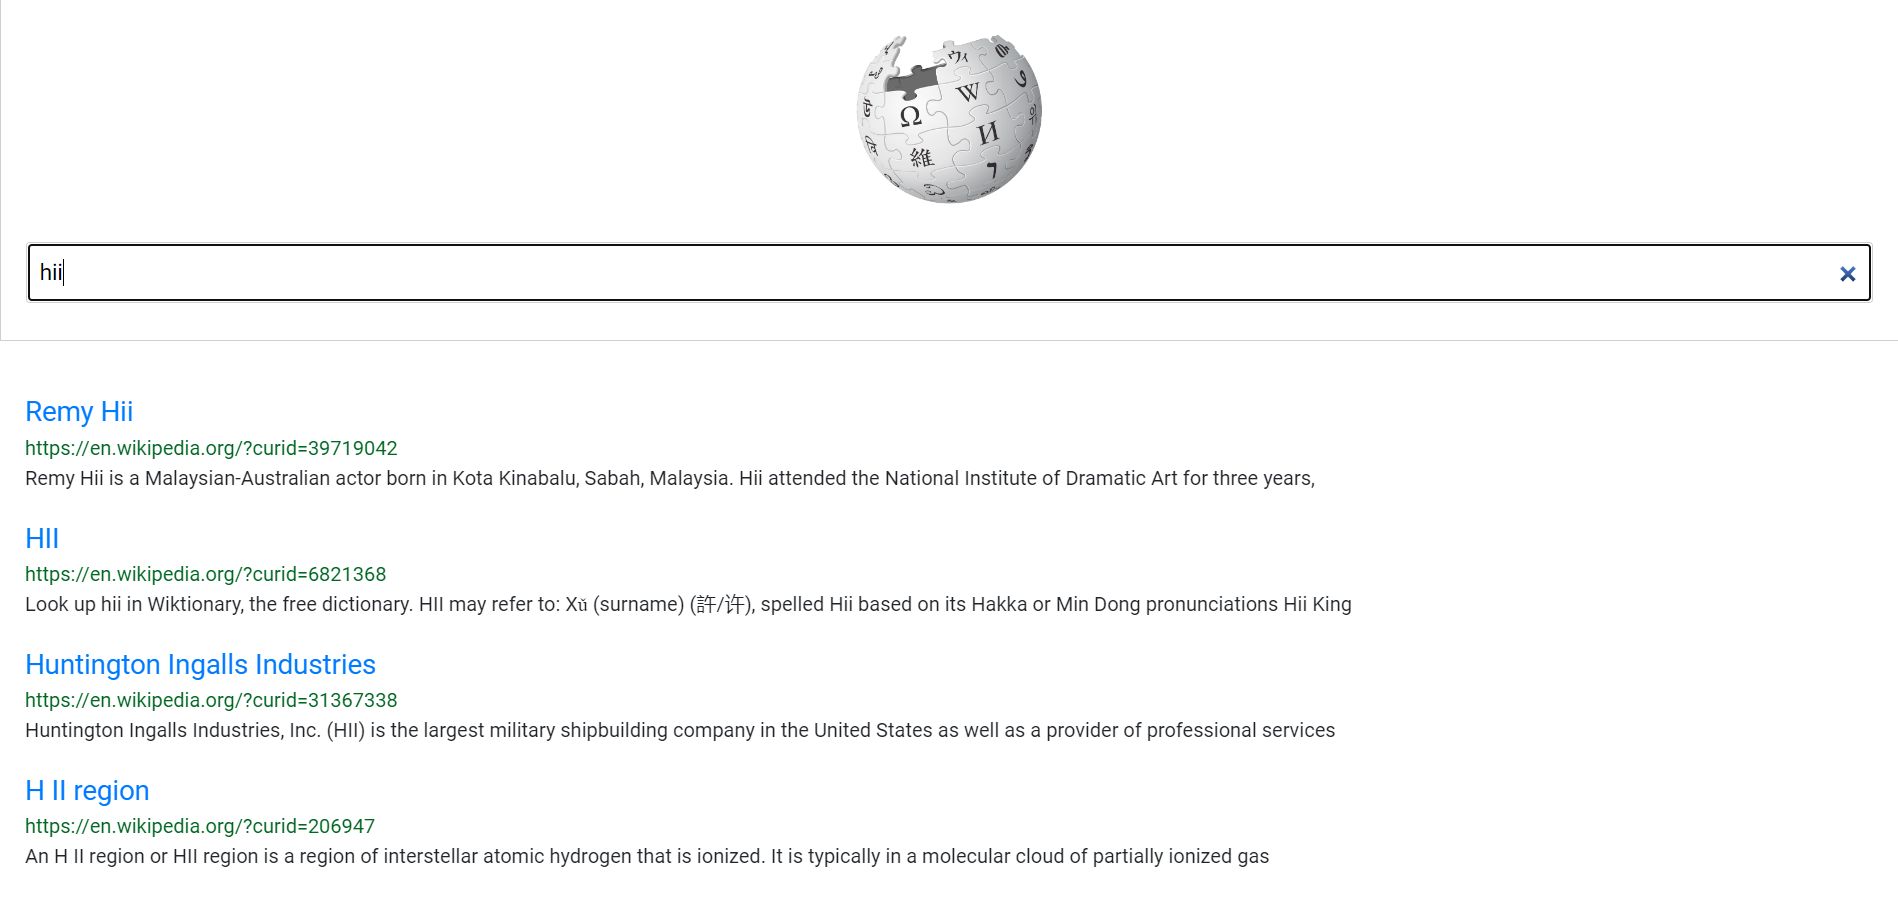 ウィ
W
Ω
И
維
hii
Remy Hii
https://en.wikipedia.org/?curid=39719042
Remy Hii is a Malaysian-Australian actor born in Kota Kinabalu, Sabah, Malaysia. Hii attended the National Institute of Dramatic Art for three years,
HII
https://en.wikipedia.org/?curid=6821368
Look up hii in Wiktionary, the free dictionary. HII may refer to: Xǔ (surname) (許/许), spelled Hii based on its Hakka or Min Dong pronunciations Hii King
Huntington Ingalls Industries
https://en.wikipedia.org/?curid=31367338
Huntington Ingalls Industries, Inc. (HII) is the largest military shipbuilding company in the United States as well as a provider of professional services
H II region
https://en.wikipedia.org/?curid=206947
An H II region or HII region is a region of interstellar atomic hydrogen that is ionized. It is typically in a molecular cloud of partially ionized gas